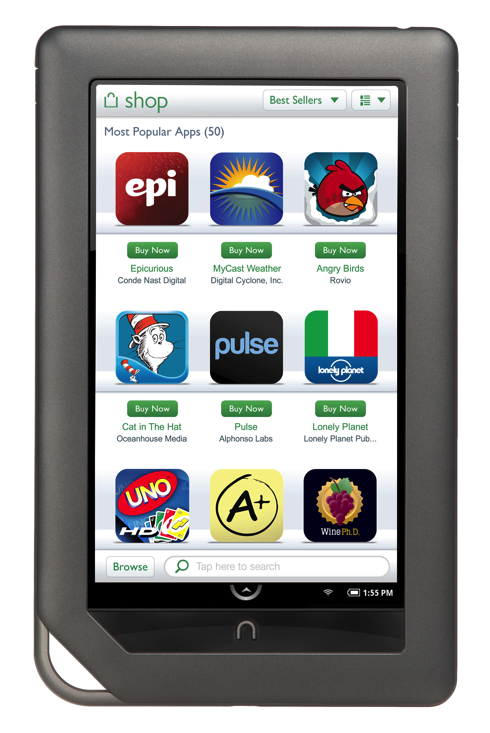 shop
Best Sellers
Most Popular Apps (50)
epi
Buy Now
Buy Now
Buy Now
Epicurious
MyCast Weather
Angry Birds
Conde Nast Digital
Digital Cyclone, Inc.
Rovio
pulse
lonely planet
Buy Now
Buy Now
Buy Now
Cat in The Hat
Pulse
Lonely Planet
Oceanhouse Media
Alphonso Labs
Lonely Planet Pub...
UNO
HD
A+
Wine Ph.D.
Browse
Tap here to search
1:55 PM